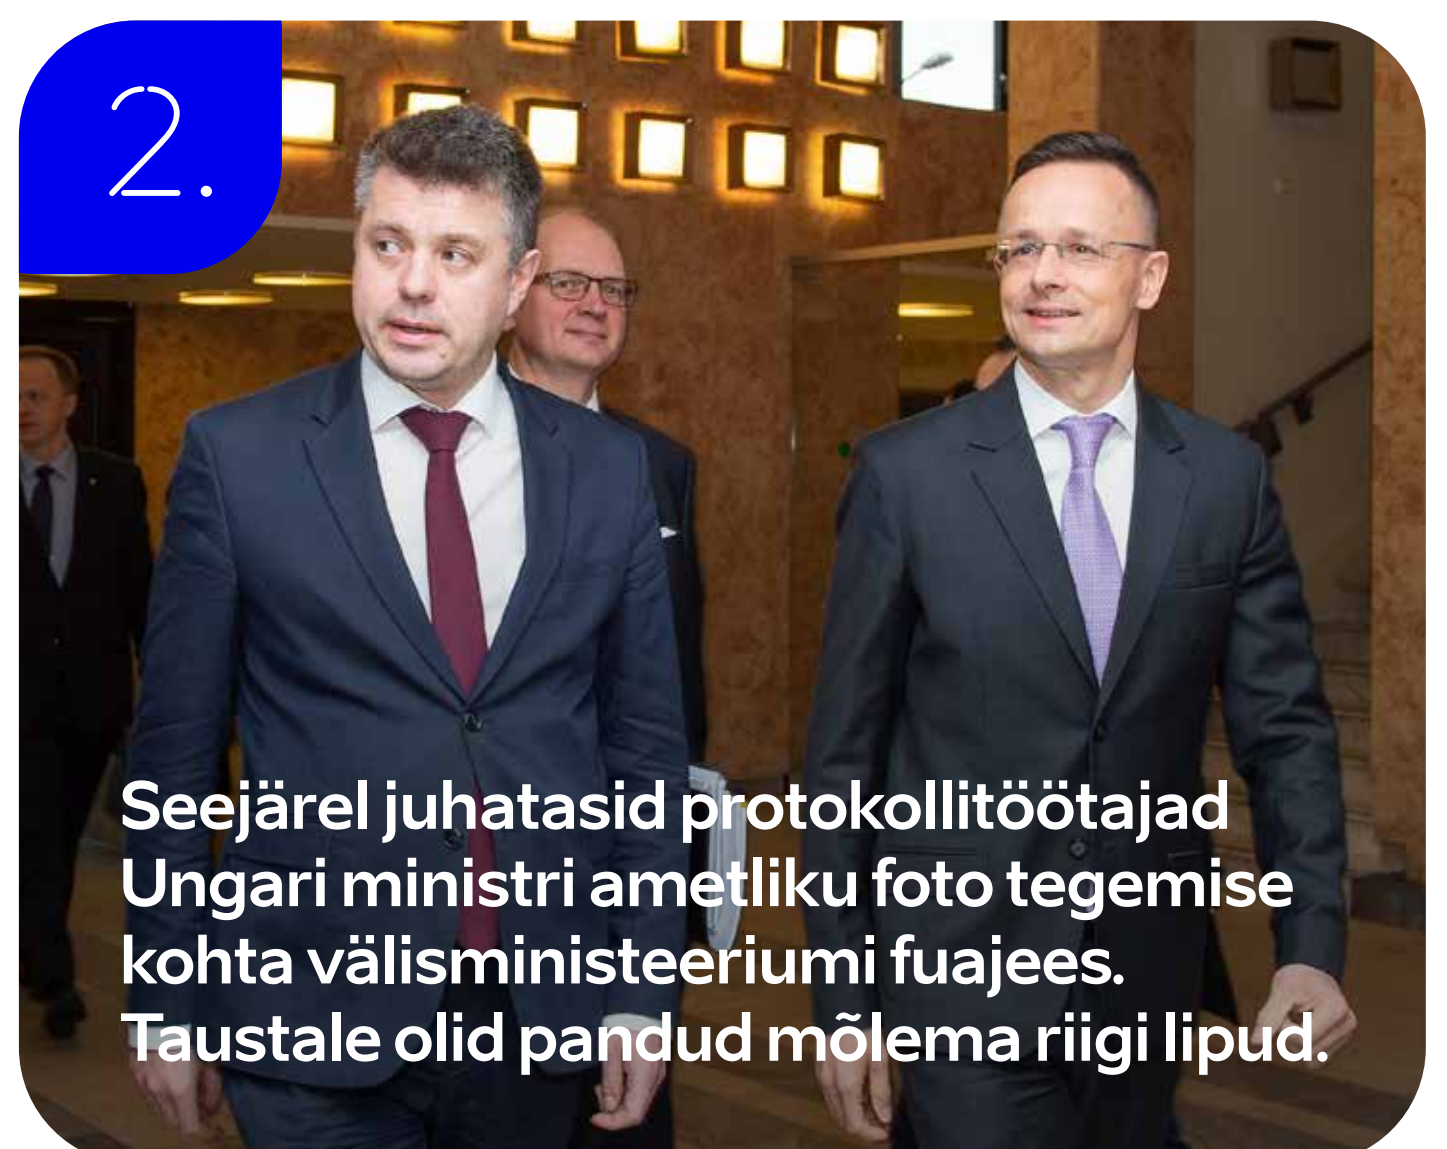 2.
Seejärel juhatasid protokollitöötajad
Ungari ministri ametliku foto tegemise
kohta välisministeeriumi fuajees.
Taustale olid pandud mõlema riigi lipud.